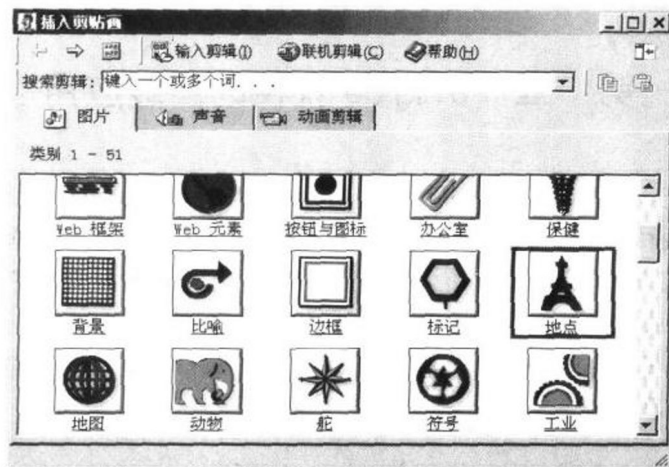 插入剪贴画
输入剪辑(I) 联机剪辑(C) 帮助(H)
搜索剪辑: 键入一个或多个词. . .
图片 声音 动画剪辑
类别 1 - 51
Web 框架 Web 元素 按钮与图标 办公室 保健
背景 比喻 边框 标记 地点
地图 动物 舵 符号 工业